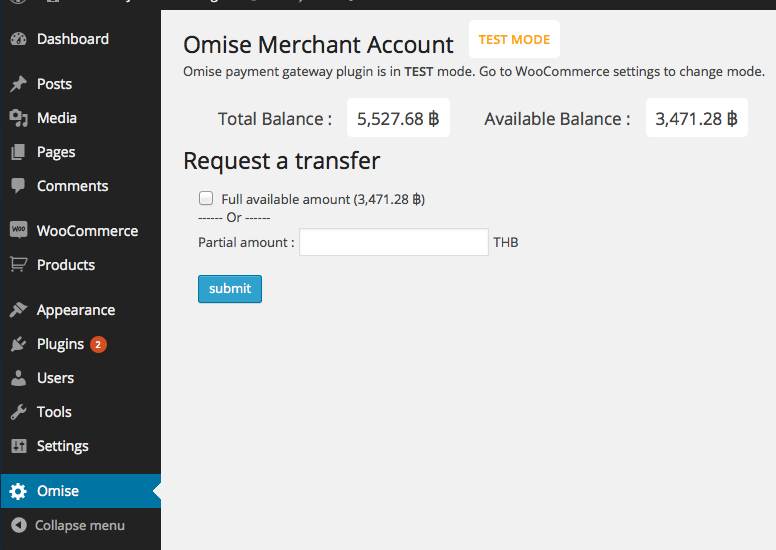 Dashboard
Posts
Media
Pages
Comments
WOO WooCommerce
Products
Appearance
Plugins 2
Users
Tools
Settings
Omise
Collapse menu
Omise Merchant Account TEST MODE
Omise payment gateway plugin is in TEST mode. Go to WooCommerce settings to change mode.
Total Balance : 5,527.68 ฿ Available Balance : 3,471.28 ฿
Request a transfer
Full available amount (3,471.28 ฿)
------ Or ------
Partial amount : THB
submit